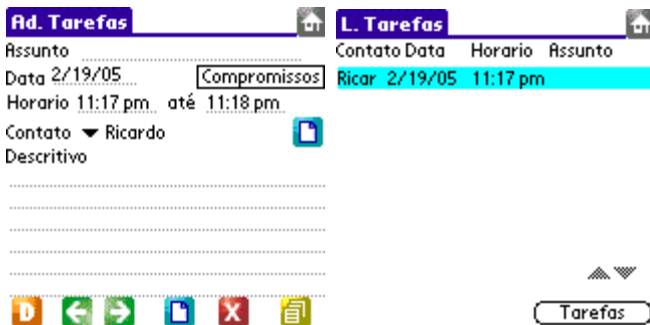 Ad. Tarefas
Assunto
Data 2/19/05 Compromissos
Horario 11:17 pm até 11:18 pm
Contato Ricardo
Descritivo
D X
L. Tarefas
Contato Data Horario Assunto
Ricar 2/19/05 11:17 pm
Tarefas